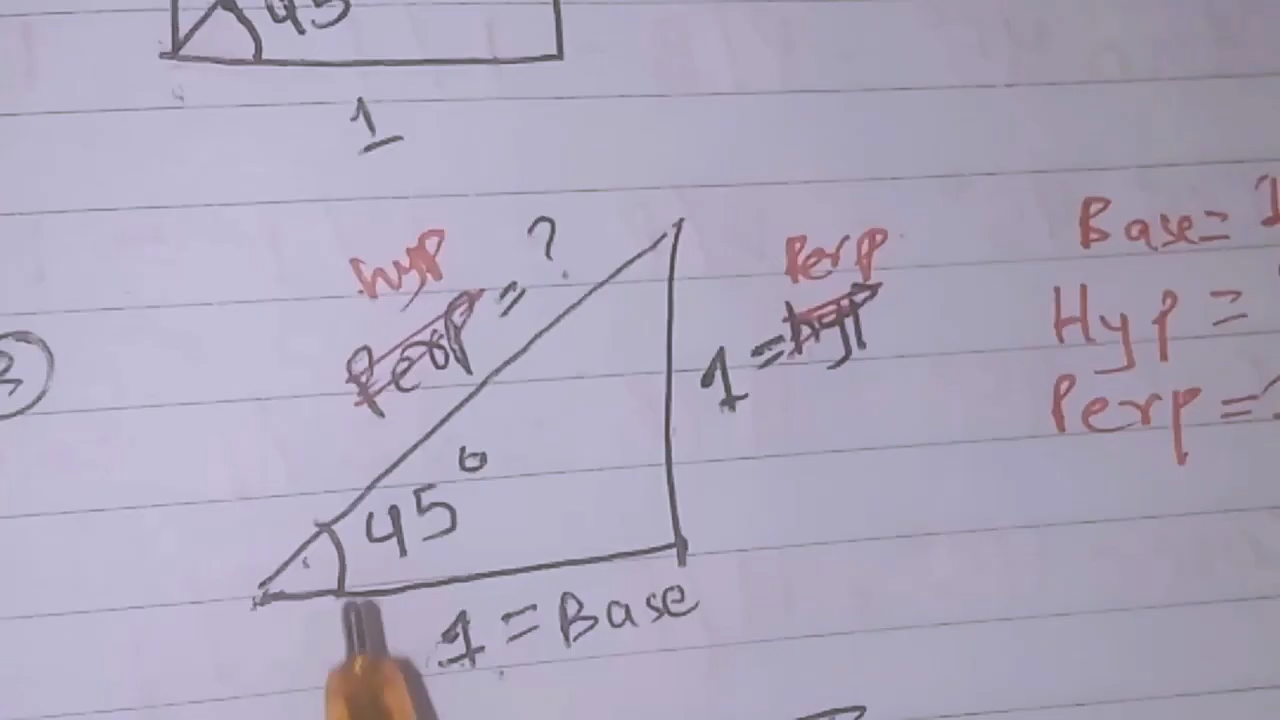 45
1
hyp
Perp = ?
Perp
1 = hyp
45°
1 = Base
Base = 1
Hyp =
Perp = ?